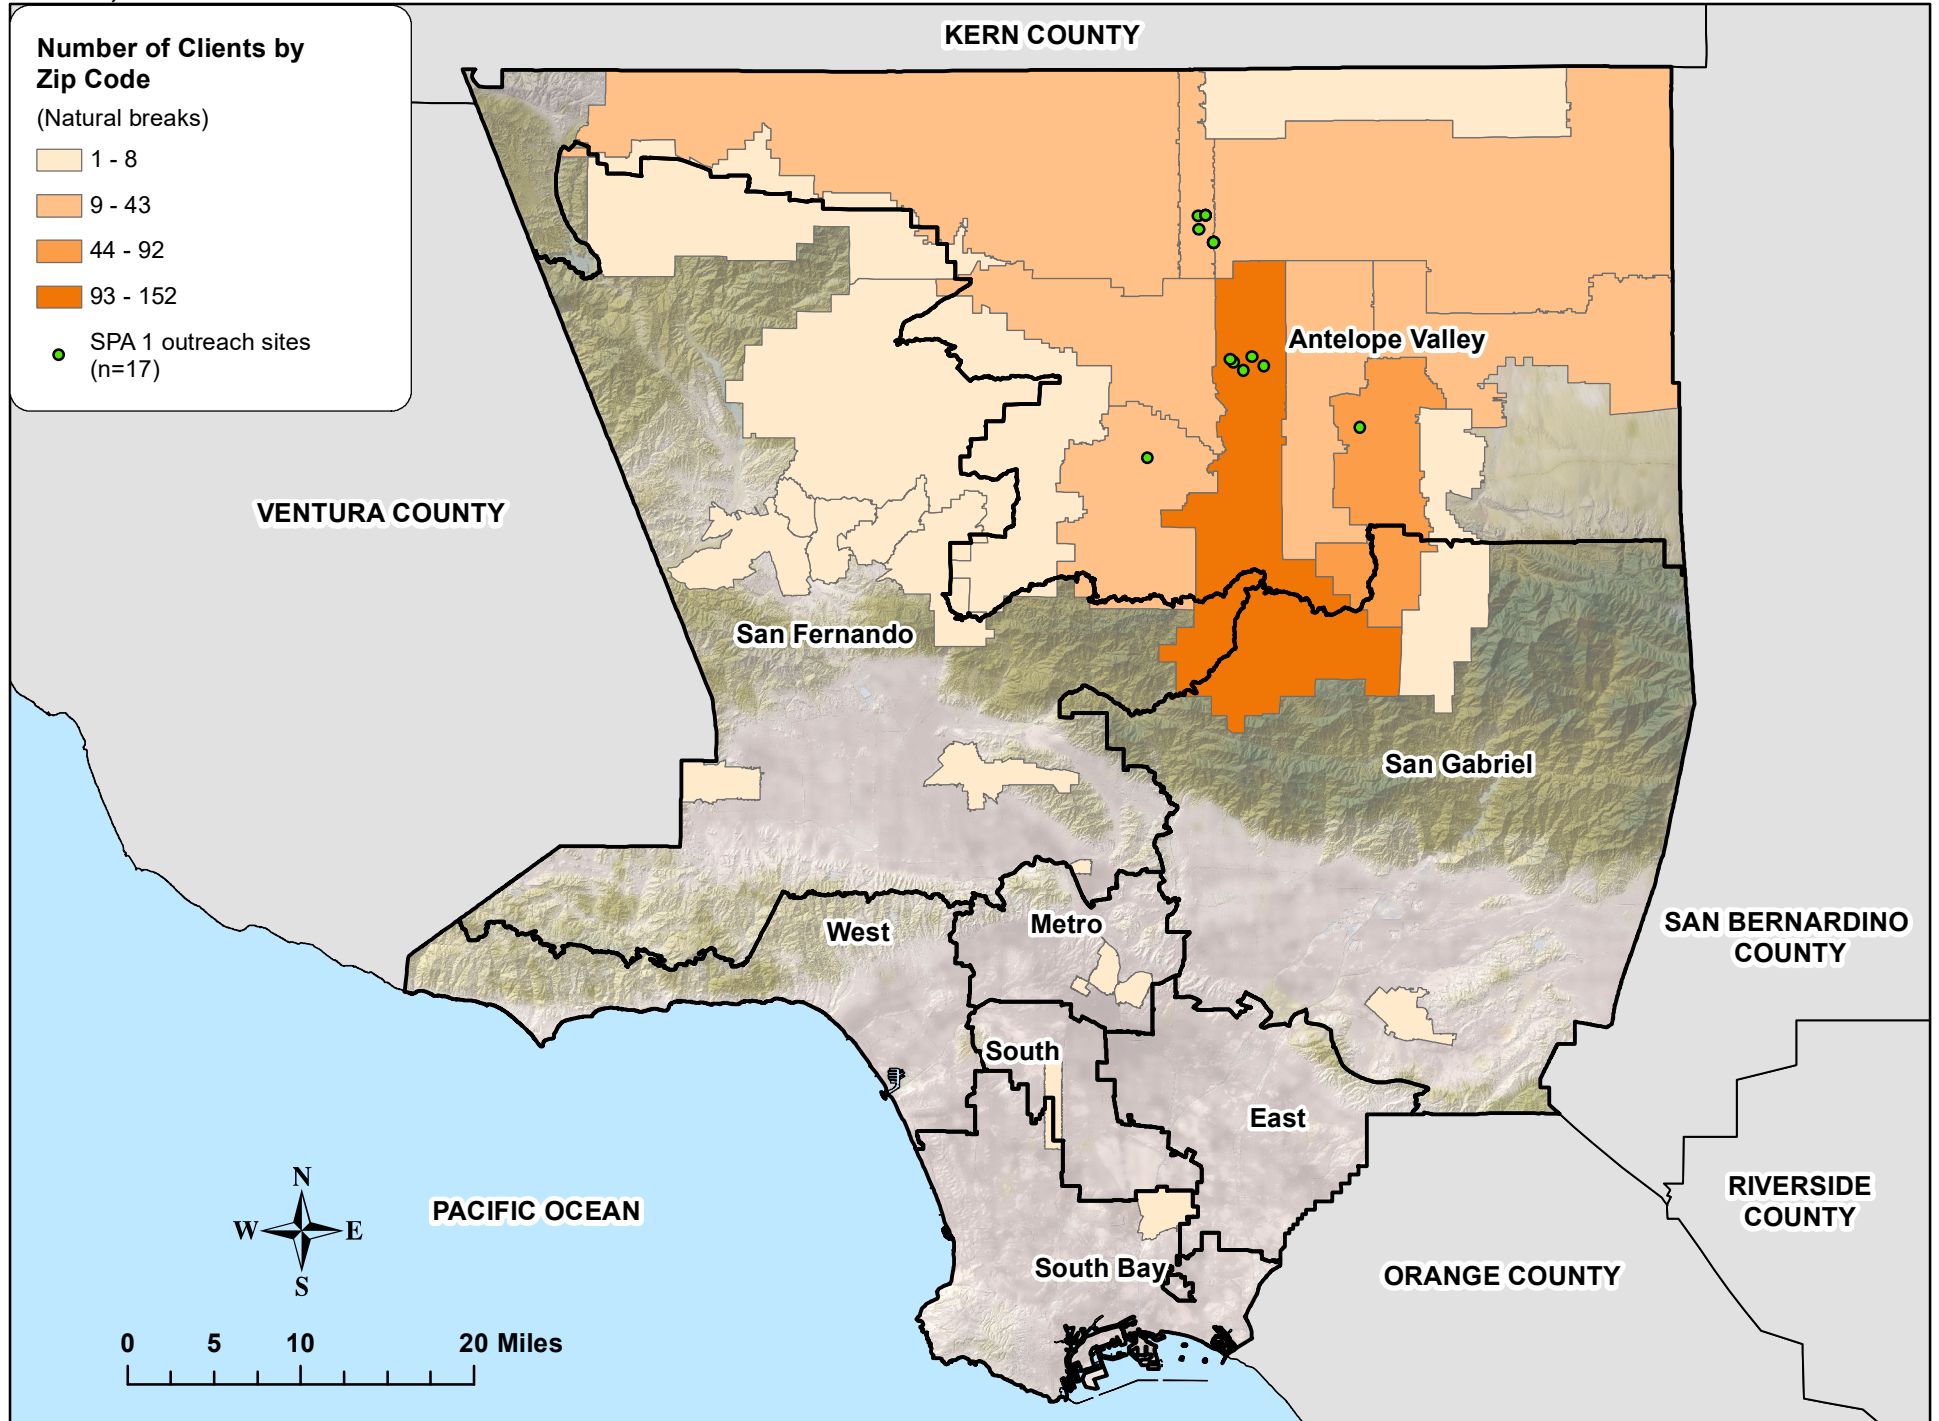 Number of Clients by
Zip Code
(Natural breaks)
1 - 8
9 - 43
44 - 92
93 - 152
SPA 1 outreach sites
(n=17)
KERN COUNTY
Antelope Valley
VENTURA COUNTY
San Fernando
San Gabriel
West
Metro
SAN BERNARDINO
COUNTY
South
East
RIVERSIDE
COUNTY
PACIFIC OCEAN
South Bay
ORANGE COUNTY
N
W E
S
0 5 10 20 Miles